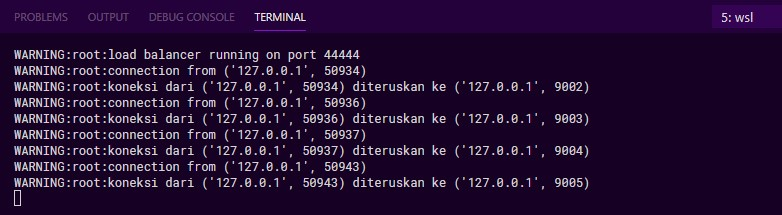 PROBLEMS OUTPUT DEBUG CONSOLE TERMINAL 5: wsl
WARNING:root:load balancer running on port 44444
WARNING:root:connection from ('127.0.0.1', 50934)
WARNING:root:koneksi dari ('127.0.0.1', 50934) diteruskan ke ('127.0.0.1', 9002)
WARNING:root:connection from ('127.0.0.1', 50936)
WARNING:root:koneksi dari ('127.0.0.1', 50936) diteruskan ke ('127.0.0.1', 9003)
WARNING:root:connection from ('127.0.0.1', 50937)
WARNING:root:koneksi dari ('127.0.0.1', 50937) diteruskan ke ('127.0.0.1', 9004)
WARNING:root:connection from ('127.0.0.1', 50943)
WARNING:root:koneksi dari ('127.0.0.1', 50943) diteruskan ke ('127.0.0.1', 9005)